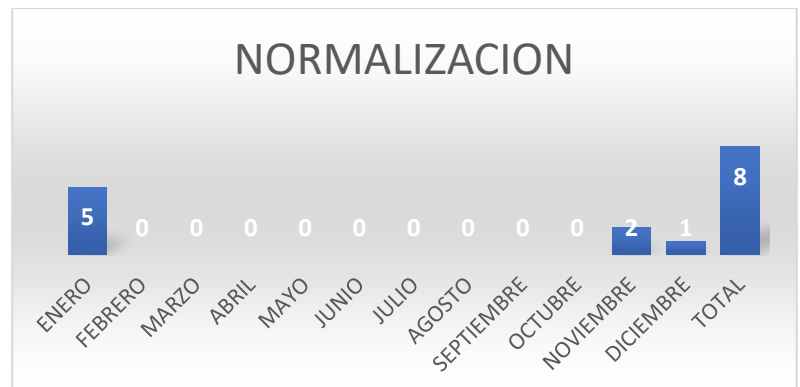 NORMALIZACION
5 0 0 0 0 0 0 0 0 0 2 1 8
ENERO FEBRERO MARZO ABRIL MAYO JUNIO JULIO AGOSTO SEPTIEMBRE OCTUBRE NOVIEMBRE DICIEMBRE TOTAL